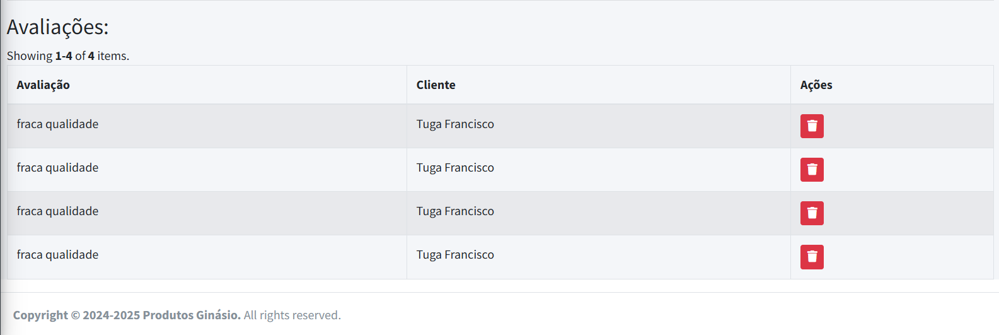 Avaliações:
Showing 1-4 of 4 items.
Avaliação Cliente Ações
fraca qualidade Tuga Francisco
fraca qualidade Tuga Francisco
fraca qualidade Tuga Francisco
fraca qualidade Tuga Francisco
Copyright © 2024-2025 Produtos Ginásio. All rights reserved.